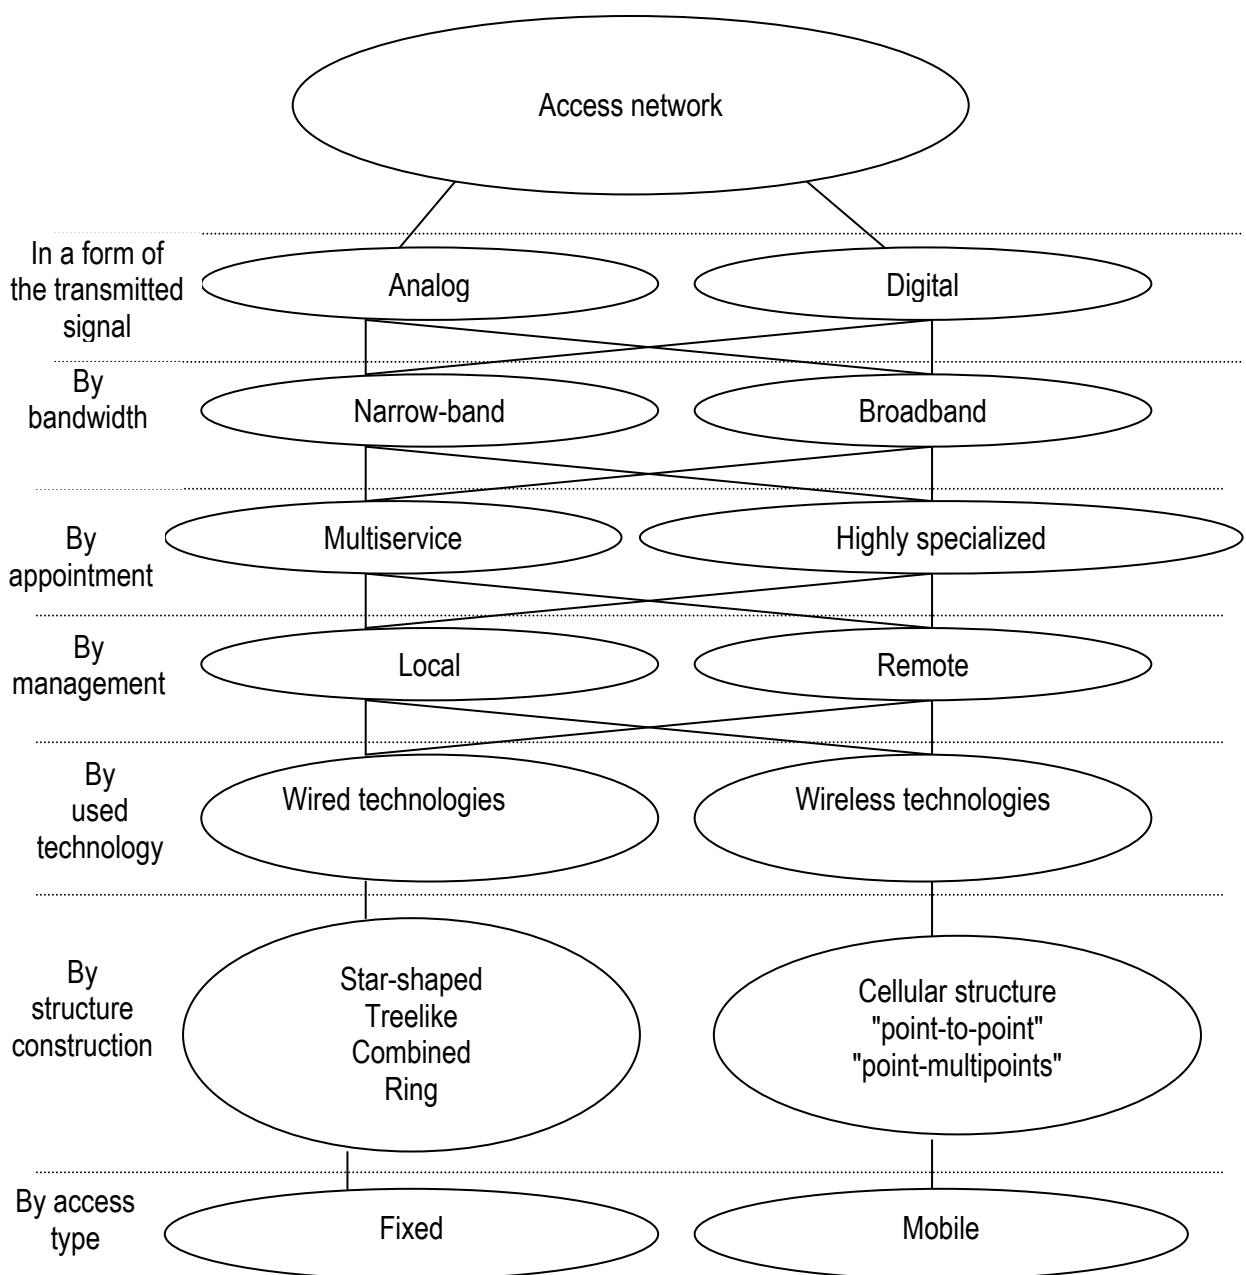 Access network
In a form of
the transmitted
signal
Analog
Digital
By
bandwidth
Narrow-band
Broadband
By
appointment
Multiservice
Highly specialized
By
management
Local
Remote
By
used
technology
Wired technologies
Wireless technologies
By
structure
construction
Star-shaped
Treelike
Combined
Ring
Cellular structure
"point-to-point"
"point-multipoints"
By access
type
Fixed
Mobile